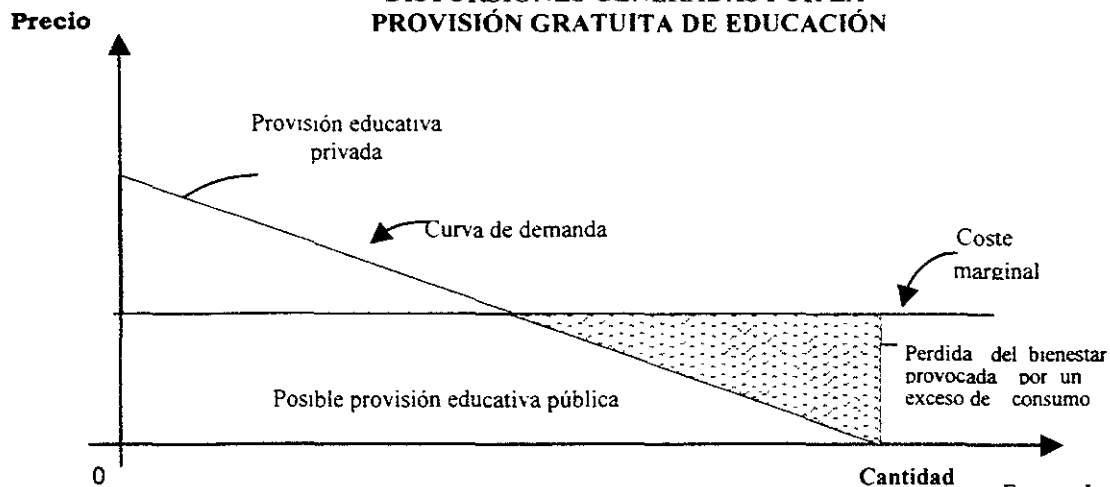 PROVISIÓN GRATUITA DE EDUCACIÓN
Precio
Provisión educativa
privada
Curva de demanda
Coste
marginal
Perdida del bienestar
provocada por un
exceso de consumo
Posible provisión educativa pública
0
Cantidad